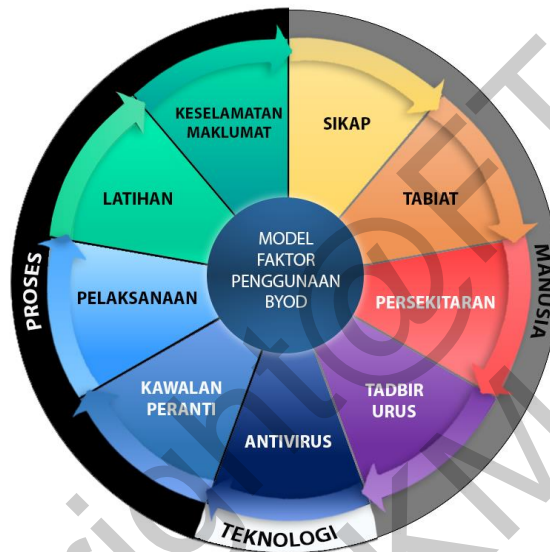 MODEL
FAKTOR
PENGGUNAAN
BYOD
SIKAP
TABIAT
PERSEKITARAN
TADBIR
URUS
ANTIVIRUS
KAWALAN
PERANTI
PELAKSANAAN
LATIHAN
KESELAMATAN
MAKLUMAT
MANUSIA
TEKNOLOGI
PROSES